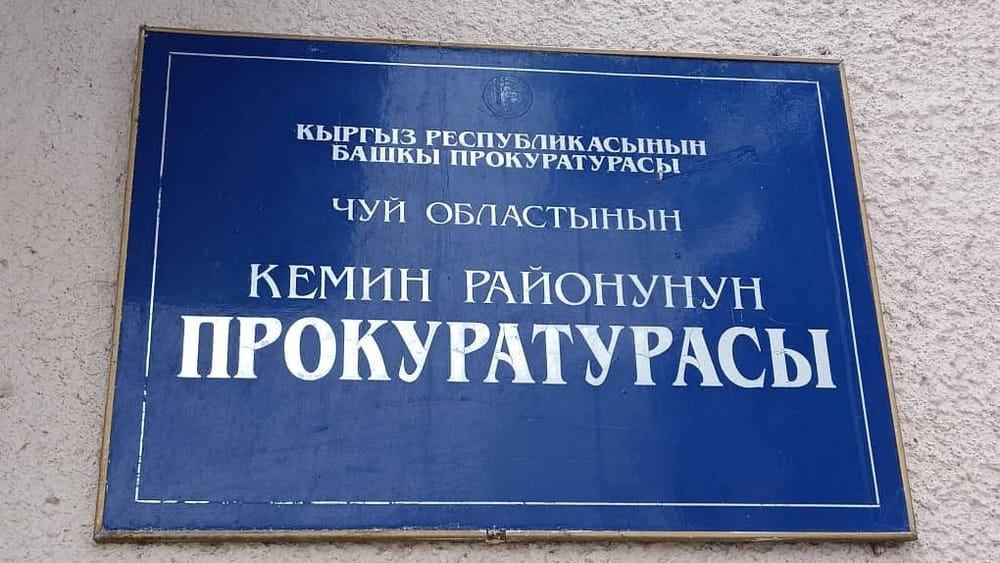 КЫРГЫЗ РЕСПУБЛИКАСЫНЫН
БАШКЫ ПРОКУРАТУРАСЫ
ЧУЙ ОБЛАСТЫНЫН
КЕМИН РАЙОНУНУН
ПРОКУРАТУРАСЫ